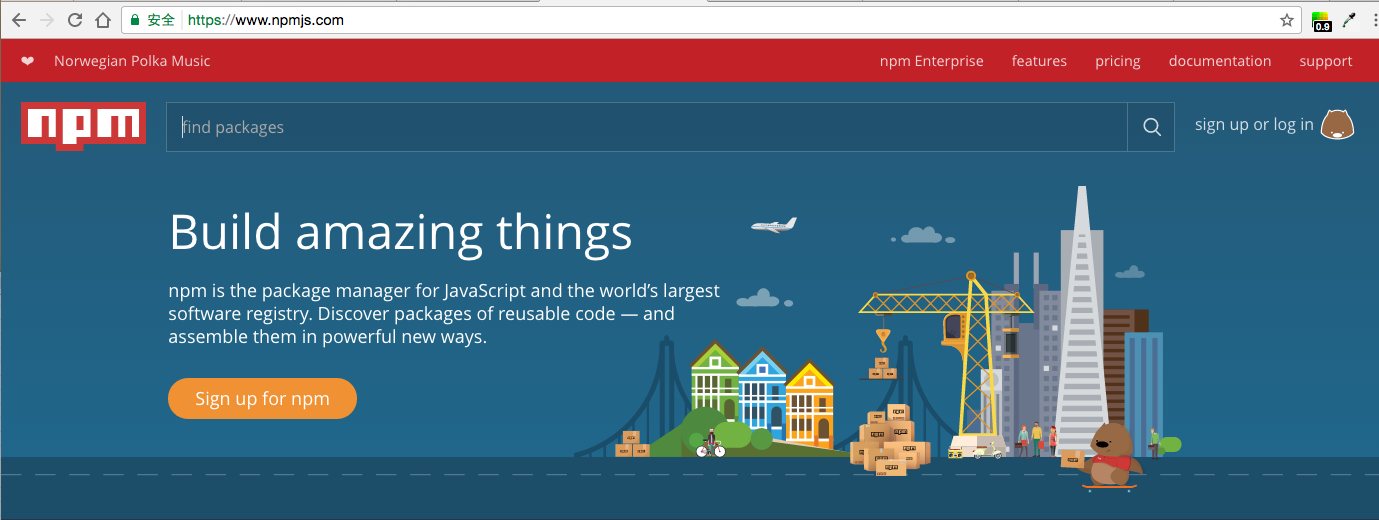 安全 https://www.npmjs.com
0.9
❤ Norwegian Polka Music
npm Enterprise features pricing documentation support
npm
find packages
sign up or log in
Build amazing things
npm is the package manager for JavaScript and the world’s largest
software registry. Discover packages of reusable code — and
assemble them in powerful new ways.
Sign up for npm